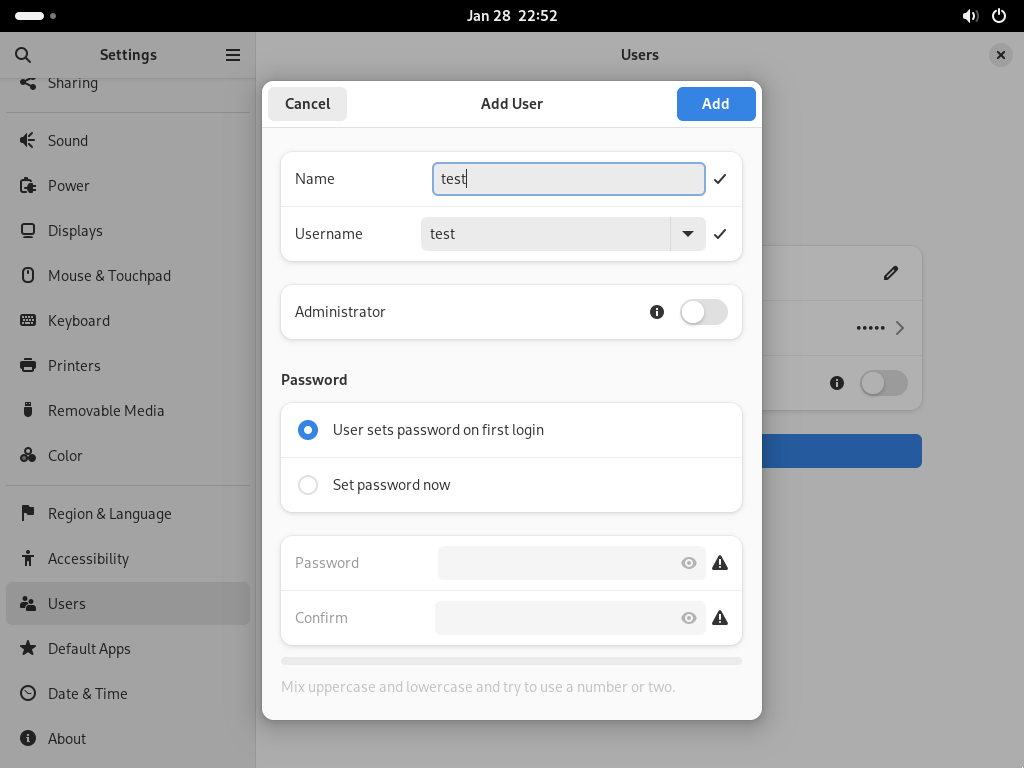 Jan 28 22:52
Settings
Users
Sharing
Sound
Power
Displays
Mouse & Touchpad
Keyboard
Printers
Removable Media
Color
Region & Language
Accessibility
Users
Default Apps
Date & Time
About
Cancel
Add User
Add
Name
test
Username
test
Administrator
Password
User sets password on first login
Set password now
Password
Confirm
Mix uppercase and lowercase and try to use a number or two.